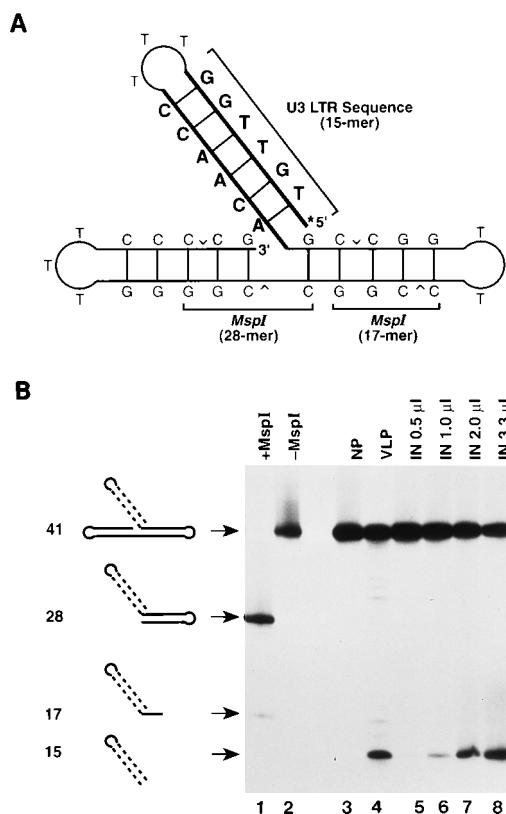 A
T T
T
G
G
T
T
G
T
C
C
A
A
C
A
U3 LTR Sequence
(15-mer)
*5'
3'
T
T
T
C C C ⌄ C G
G C ⌄ C G G
T
T
T
G G G G C ^ C G G C ^ C
MspI
(28-mer)
MspI
(17-mer)
B
+MspI
–MspI
NP
VLP
IN 0.5 µl
IN 1.0 µl
IN 2.0 µl
IN 3.3 µl
41
28
17
15
1 2 3 4 5 6 7 8